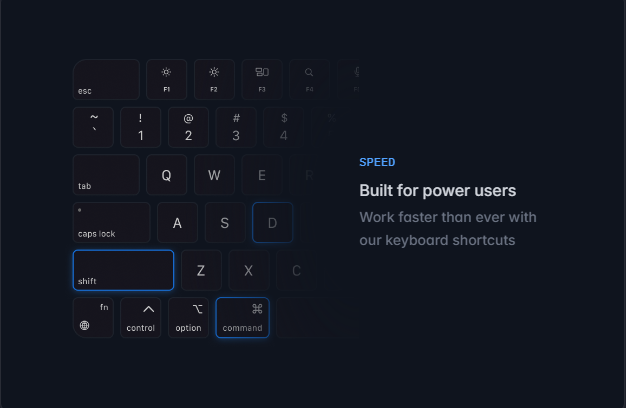 esc F1 F2 F3 F4
~ ! @ # $
` 1 2 3 4
tab Q W E
caps lock A S D
shift Z X C
fn
control option ⌘ command
SPEED
Built for power users
Work faster than ever with
our keyboard shortcuts